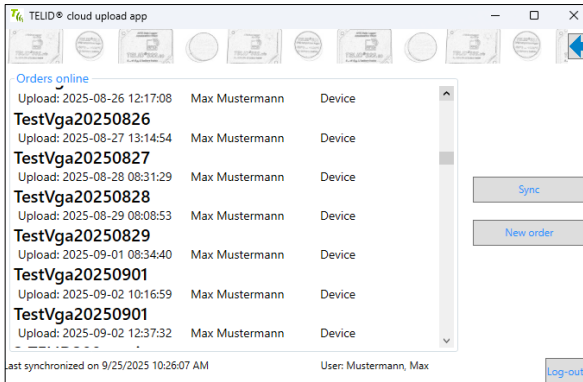 TELID® cloud upload app
Orders online
Upload: 2025-08-26 12:17:08 Max Mustermann Device
TestVga20250826
Upload: 2025-08-27 13:14:54 Max Mustermann Device
TestVga20250827
Upload: 2025-08-28 08:31:29 Max Mustermann Device
TestVga20250828
Upload: 2025-08-29 08:08:53 Max Mustermann Device
TestVga20250829
Upload: 2025-09-01 08:34:40 Max Mustermann Device
TestVga20250901
Upload: 2025-09-02 10:16:59 Max Mustermann Device
TestVga20250901
Upload: 2025-09-02 12:37:32 Max Mustermann Device
Sync
New order
Last synchronized on 9/25/2025 10:26:07 AM User: Mustermann, Max
Log-out